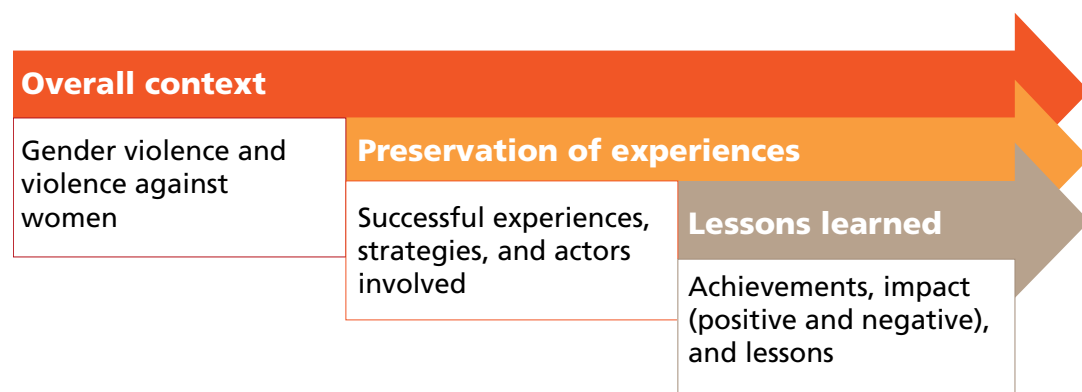 Overall context
Gender violence and
violence against
women
Preservation of experiences
Successful experiences,
strategies, and actors
involved
Lessons learned
Achievements, impact
(positive and negative),
and lessons